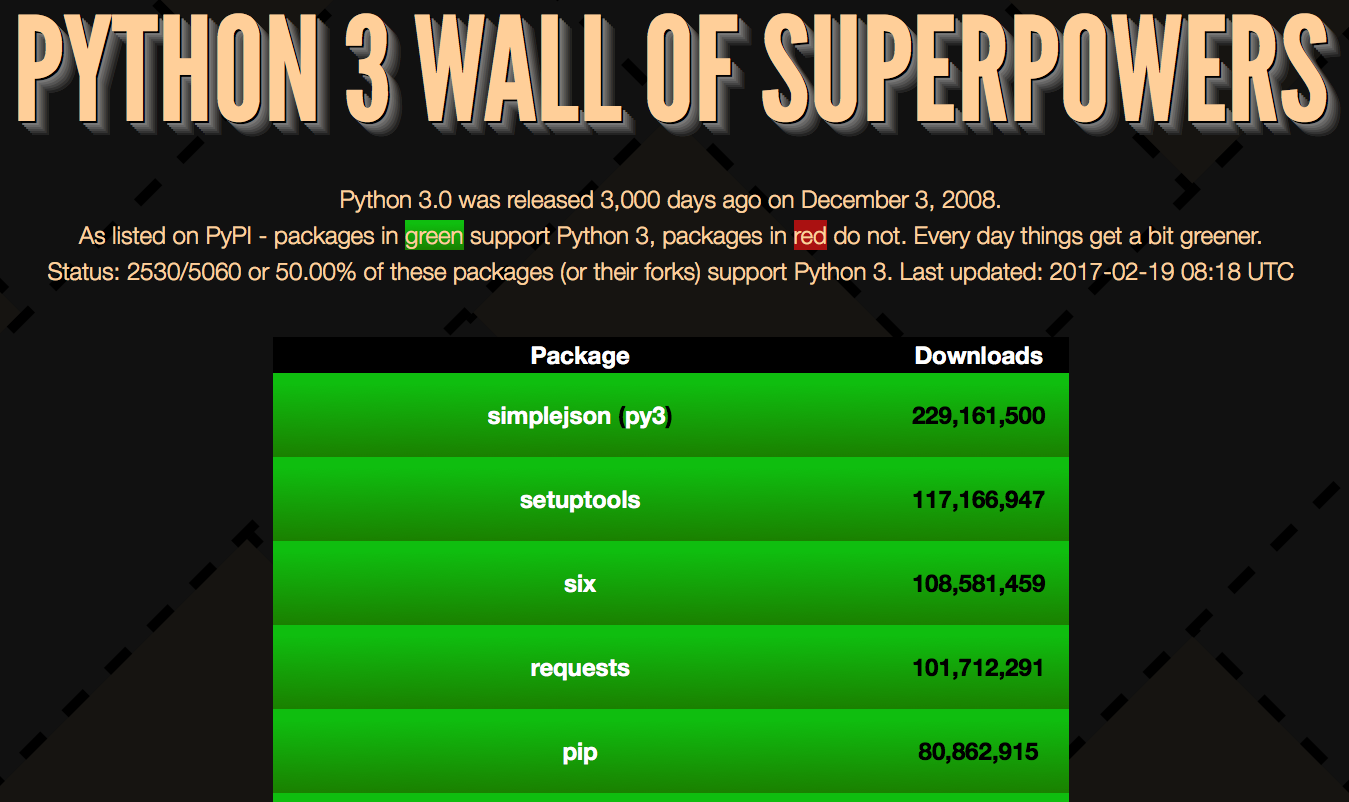 PYTHON 3 WALL OF SUPERPOWERS
Python 3.0 was released 3,000 days ago on December 3, 2008.
As listed on PyPI - packages in green support Python 3, packages in red do not. Every day things get a bit greener.
Status: 2530/5060 or 50.00% of these packages (or their forks) support Python 3. Last updated: 2017-02-19 08:18 UTC
Package Downloads
simplejson (py3) 229,161,500
setuptools 117,166,947
six 108,581,459
requests 101,712,291
pip 80,862,915